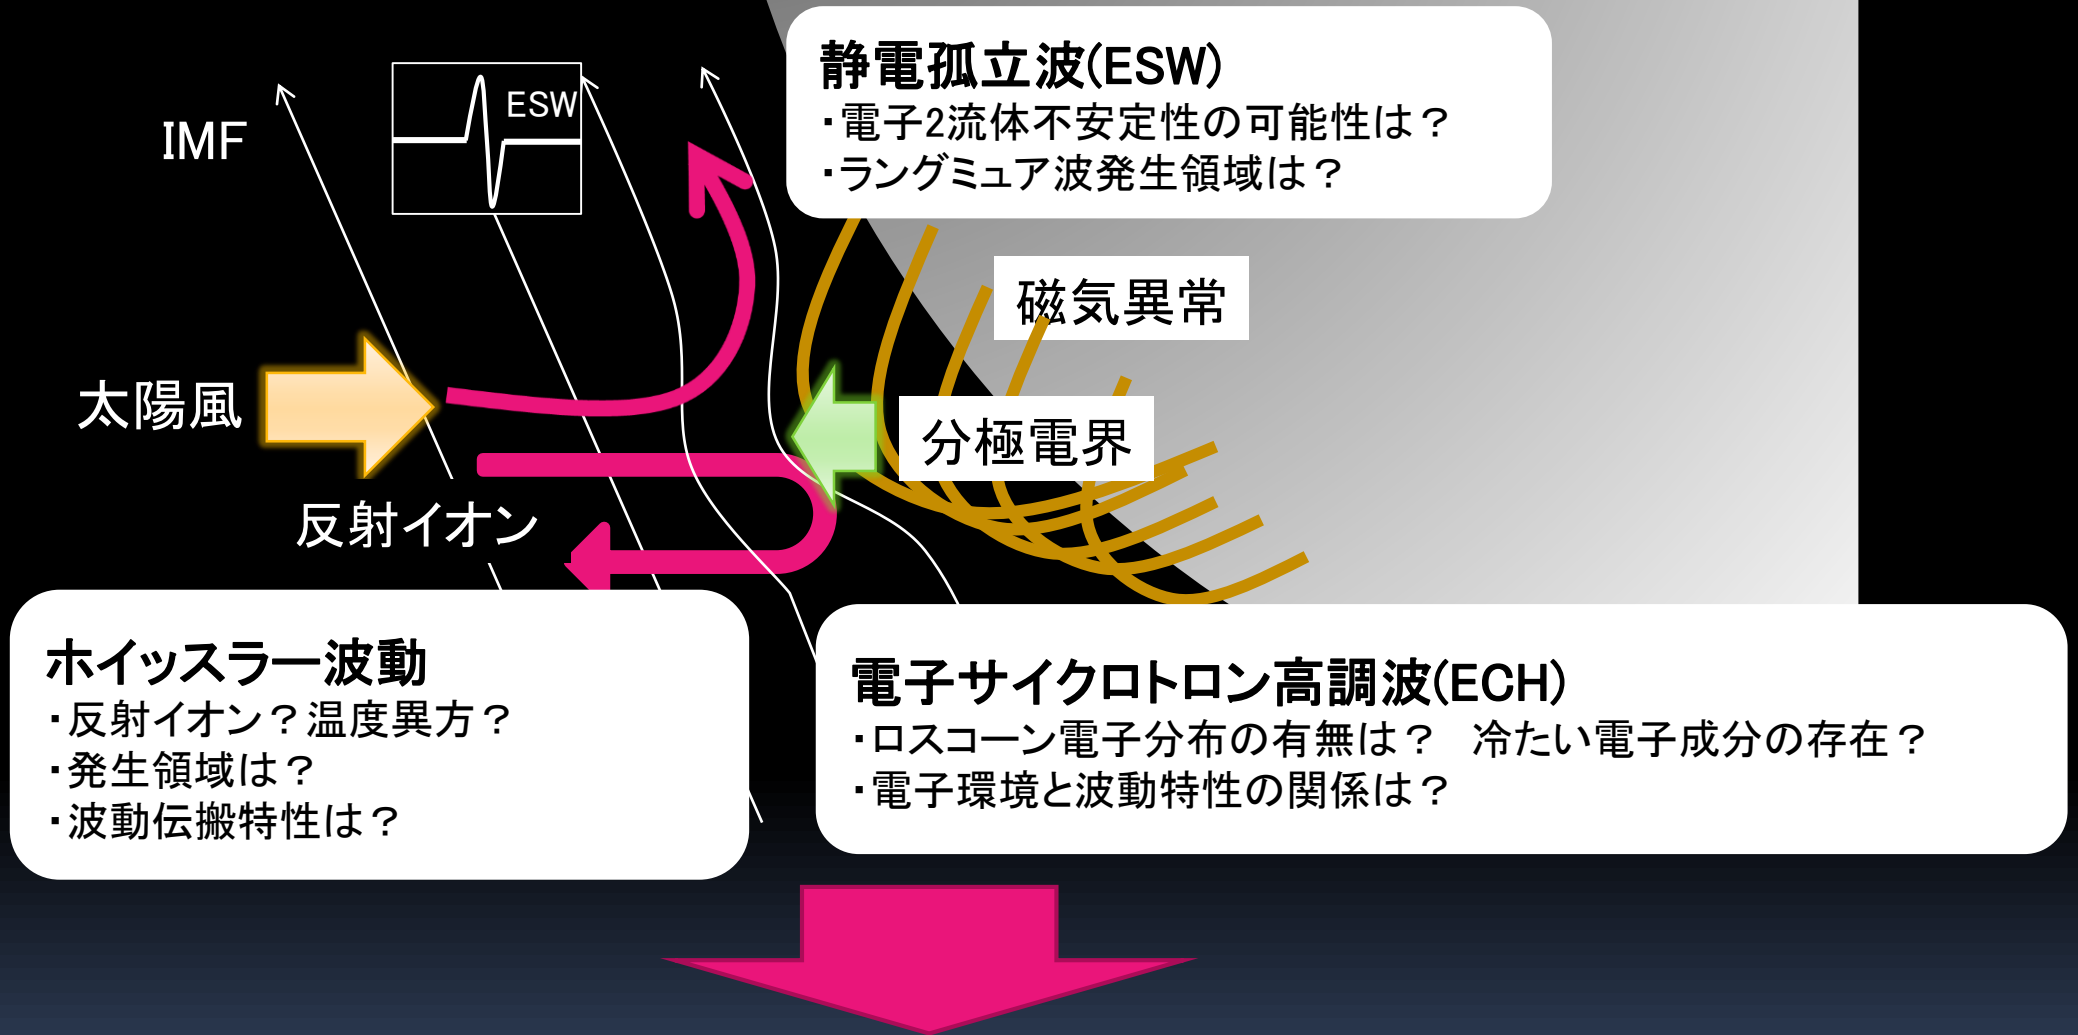 静電孤立波(ESW)
・電子2流体不安定性の可能性は？
・ラングミュア波発生領域は？
ESW
IMF
磁気異常
太陽風
分極電界
反射イオン
ホイッスラー波動
・反射イオン？温度異方？
・発生領域は？
・波動伝搬特性は？
電子サイクロトロン高調波(ECH)
・ロスコーン電子分布の有無は？　冷たい電子成分の存在？
・電子環境と波動特性の関係は？